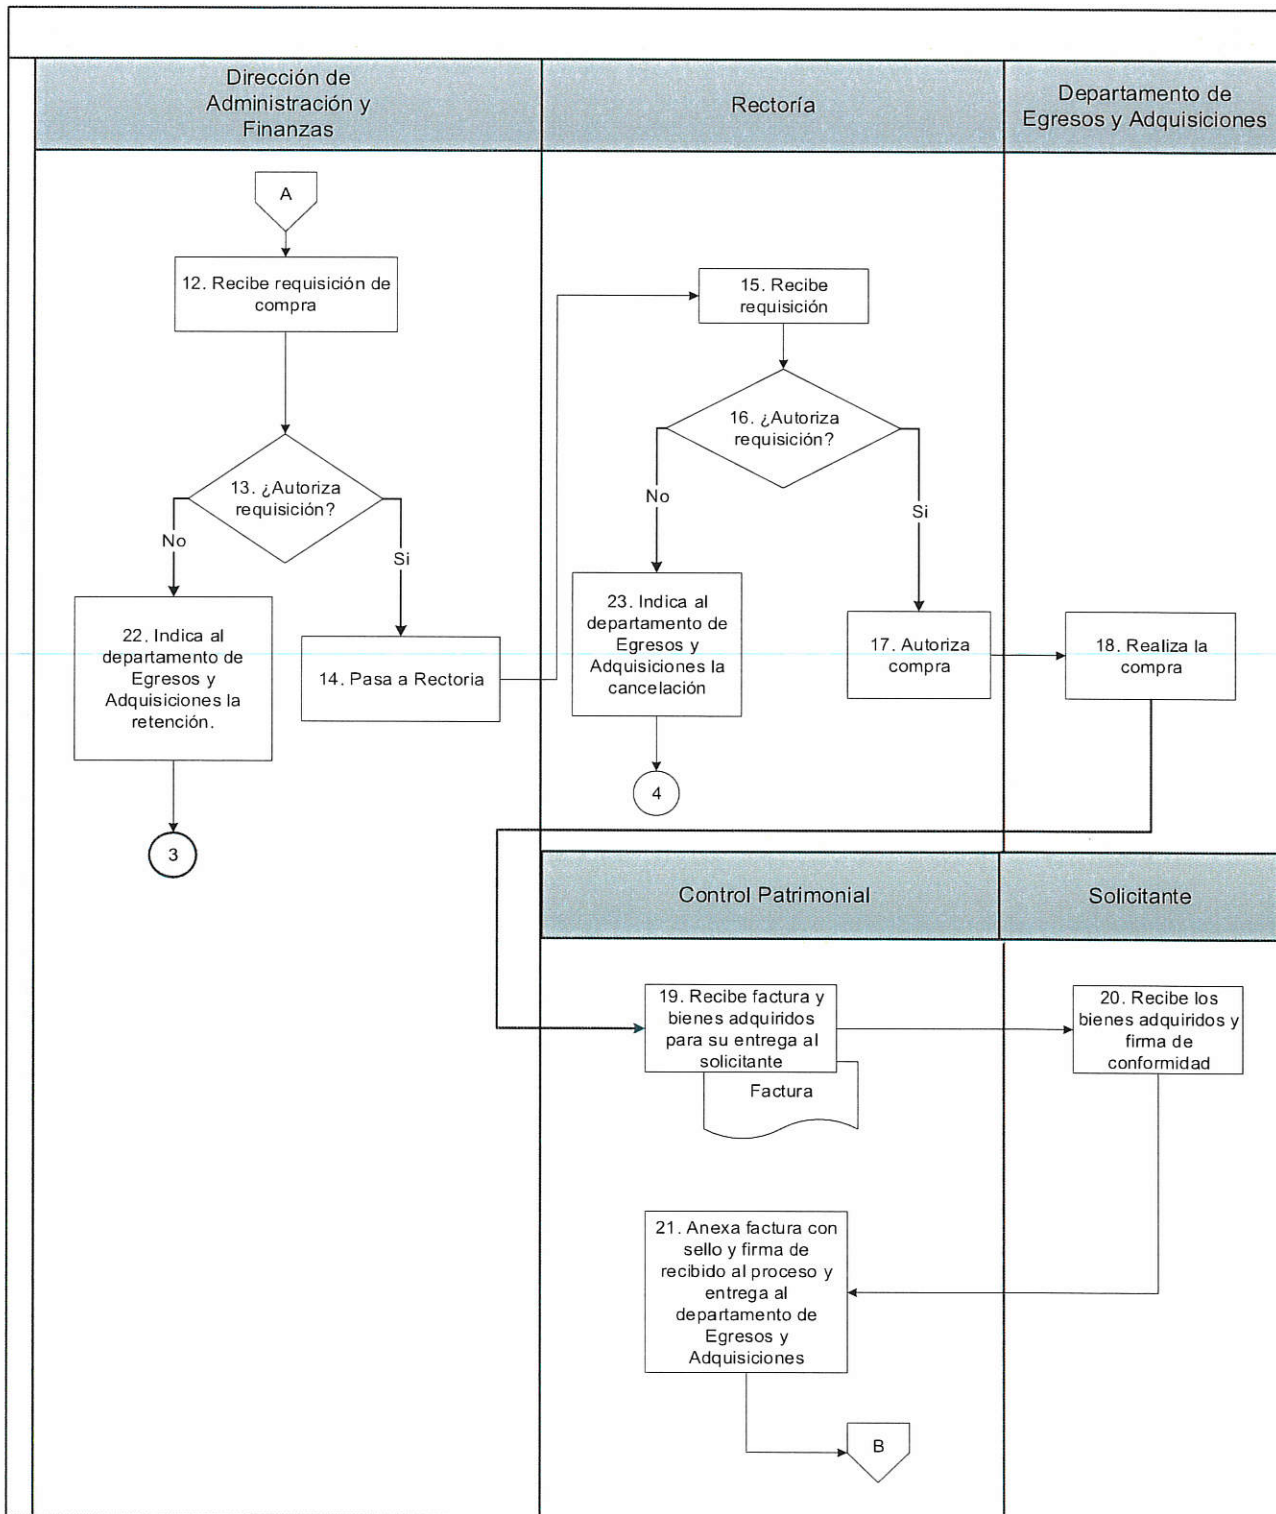 Dirección de
Administración y
Finanzas
Rectoría
Departamento de
Egresos y Adquisiciones
A
12. Recibe requisición de
compra
13. ¿Autoriza
requisición?
No
Si
22. Indica al
departamento de
Egresos y
Adquisiciones la
retención.
14. Pasa a Rectoria
3
15. Recibe
requisición
16. ¿Autoriza
requisición?
No
Si
23. Indica al
departamento de
Egresos y
Adquisiciones la
cancelación
17. Autoriza
compra
18. Realiza la
compra
4
Control Patrimonial
Solicitante
19. Recibe factura y
bienes adquiridos
para su entrega al
solicitante
Factura
20. Recibe los
bienes adquiridos y
firma de
conformidad
21. Anexa factura con
sello y firma de
recibido al proceso y
entrega al
departamento de
Egresos y
Adquisiciones
B